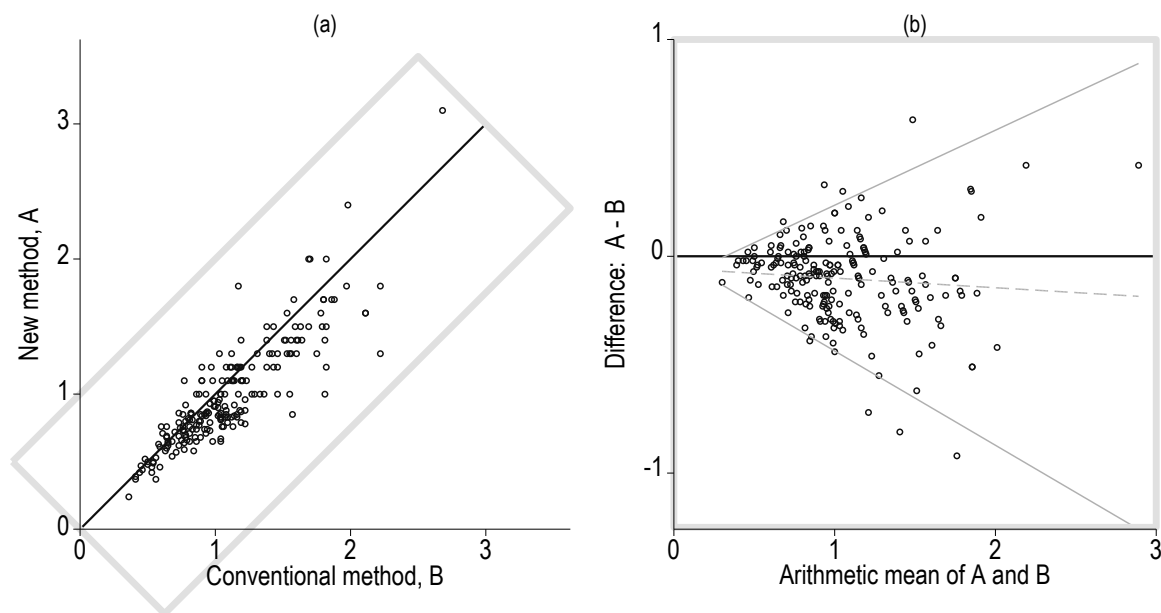 (a)
New method, A
3
2
1
0
0
1
2
3
Conventional method, B
(b)
Difference: A - B
1
0
-1
0
1
2
3
Arithmetic mean of A and B